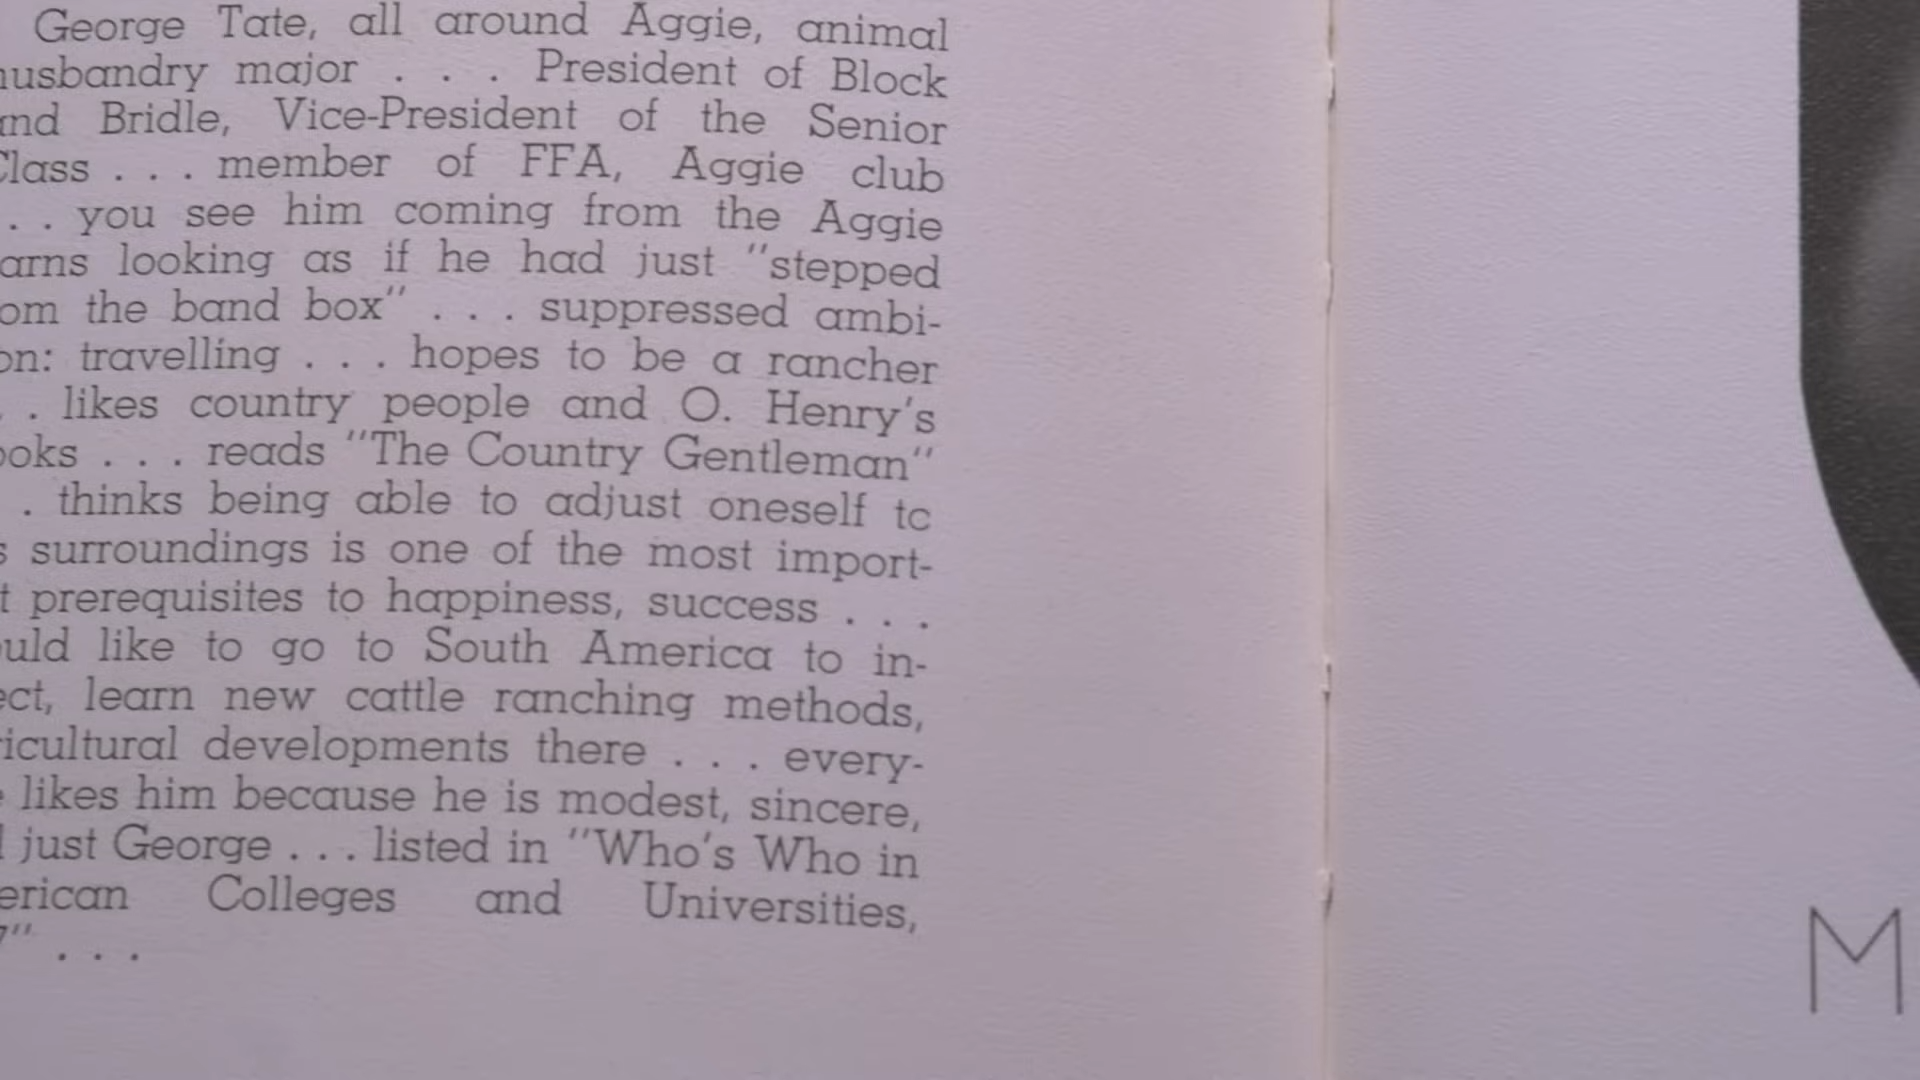 George Tate, all around Aggie, animal
usbandry major . . . President of Block
nd Bridle, Vice-President of the Senior
Class . . . member of FFA, Aggie club
. . you see him coming from the Aggie
arns looking as if he had just "stepped
om the band box" . . . suppressed ambi-
on: travelling . . . hopes to be a rancher
. . likes country people and O. Henry's
ooks . . . reads "The Country Gentleman"
. thinks being able to adjust oneself to
s surroundings is one of the most import-
t prerequisites to happiness, success . . .
uld like to go to South America to in-
ect, learn new cattle ranching methods,
icultural developments there . . . every-
e likes him because he is modest, sincere,
d just George . . . listed in "Who's Who in
erican Colleges and Universities,
7" . . .
M